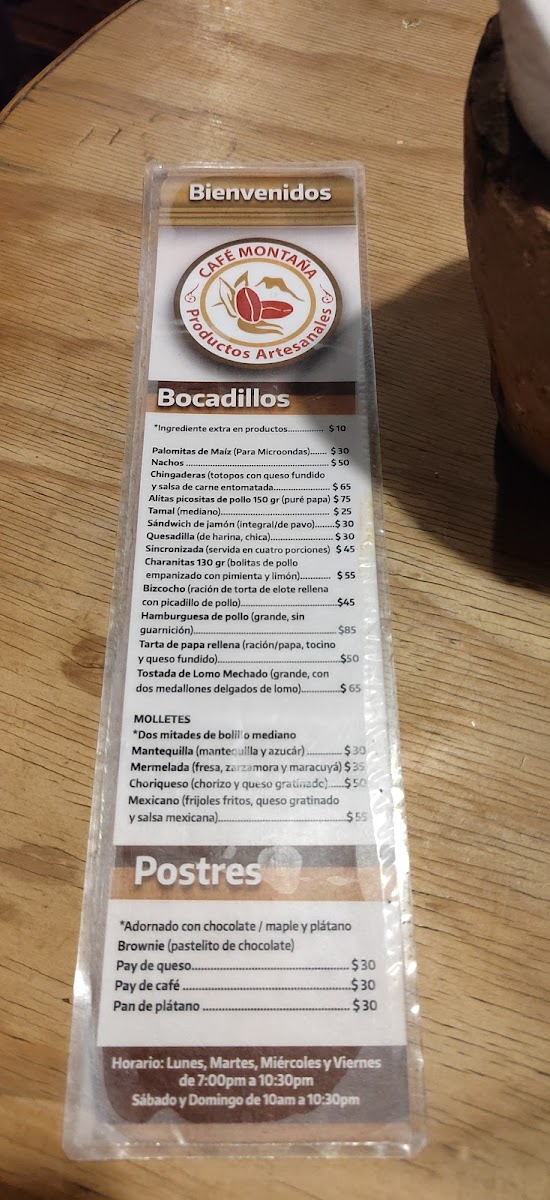 Bienvenidos
CAFÉ MONTAÑA
Productos Artesanales
Bocadillos
*Ingrediente extra en productos............... $ 10
Palomitas de Maíz (Para Microondas)...... $ 30
Nachos .................................................. $ 50
Chingaderas (totopos con queso fundido
y salsa de carne entomatada.................... $ 65
Alitas picositas de pollo 150 gr (puré papa) $ 75
Tamal (mediano)....................................... $ 25
Sándwich de jamón (integral/de pavo).......$ 30
Quesadilla (de harina, chica)...................... $ 30
Sincronizada (servida en cuatro porciones) $ 45
Charanitas 130 gr (bolitas de pollo
empanizado con pimienta y limón)............ $ 55
Bizcocho (ración de torta de elote rellena
con picadillo de pollo)...............................$45
Hamburguesa de pollo (grande, sin
guarnición)..............................................$85
Tarta de papa rellena (ración/papa, tocino
y queso fundido).......................................$50
Tostada de Lomo Mechado (grande, con
dos medallones delgados de lomo)............$ 65
MOLLETES
*Dos mitades de bolillo mediano
Mantequilla (mantequilla y azucár) ............ $ 30
Mermelada (fresa, zarzamora y maracuyá) $ 35
Choriqueso (chorizo y queso gratinado).....$ 50
Mexicano (frijoles fritos, queso gratinado
y salsa mexicana)......................................$ 55
Postres
*Adornado con chocolate / maple y plátano
Brownie (pastelito de chocolate)
Pay de queso............................................ $ 30
Pay de café ..............................................$ 30
Pan de plátano ......................................... $ 30
Horario: Lunes, Martes, Miércoles y Viernes
de 7:00pm a 10:30pm
Sábado y Domingo de 10am a 10:30pm